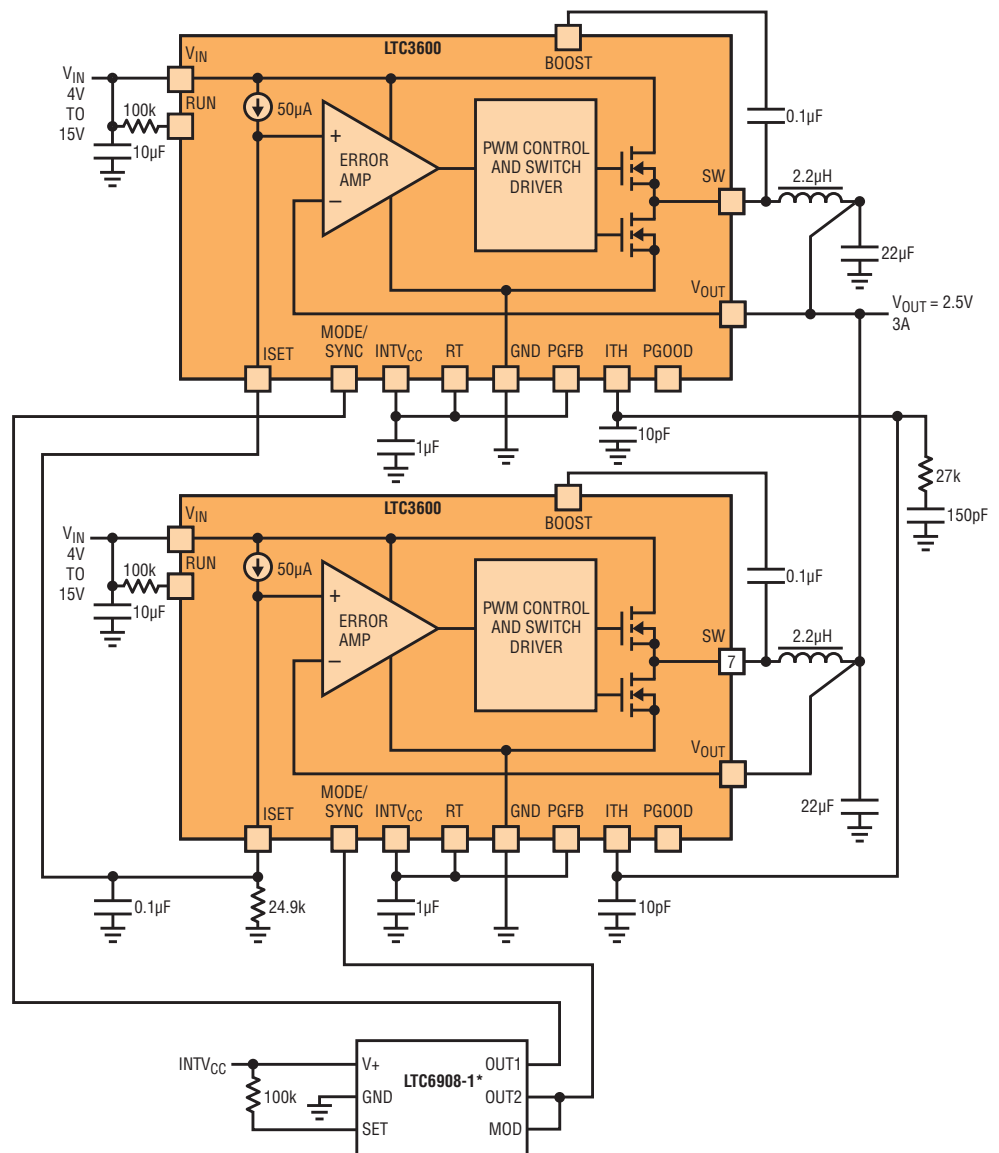 LTC3600
BOOST
VIN
VIN
4V
TO
15V
RUN
100k
10µF
50µA
+
ERROR
AMP
–
PWM CONTROL
AND SWITCH
DRIVER
0.1µF
SW
2.2µH
22µF
VOUT
VOUT = 2.5V
3A
ISET
MODE/
SYNC
INTVCC
RT
GND
PGFB
ITH
PGOOD
1µF
10pF
27k
150pF
LTC3600
BOOST
VIN
VIN
4V
TO
15V
RUN
100k
10µF
50µA
+
ERROR
AMP
–
PWM CONTROL
AND SWITCH
DRIVER
0.1µF
SW
7
2.2µH
VOUT
22µF
ISET
MODE/
SYNC
INTVCC
RT
GND
PGFB
ITH
PGOOD
0.1µF
24.9k
1µF
10pF
INTVCC
100k
V+
GND
SET
LTC6908-1*
OUT1
OUT2
MOD